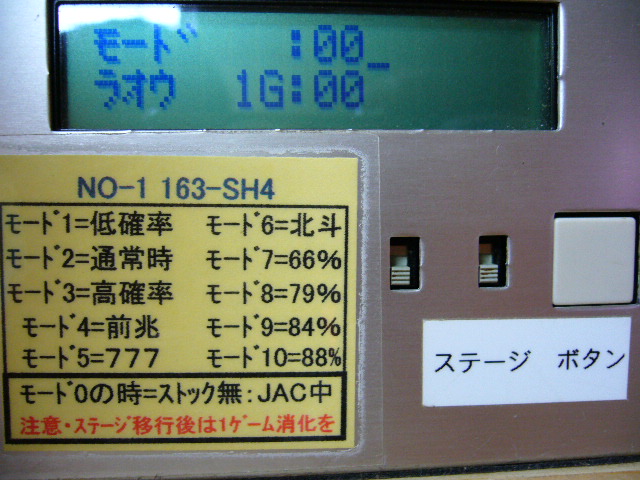 モード :00_
ラオウ 1G:00
NO-1 163-SH4
モード1=低確率 モード6=北斗
モード2=通常時 モード7=66%
モード3=高確率 モード8=79%
モード4=前兆 モード9=84%
モード5=777 モード10=88%
モード0の時=ストック無:JAC中
注意・ステージ移行後は1ゲーム消化を
ステージ ボタン